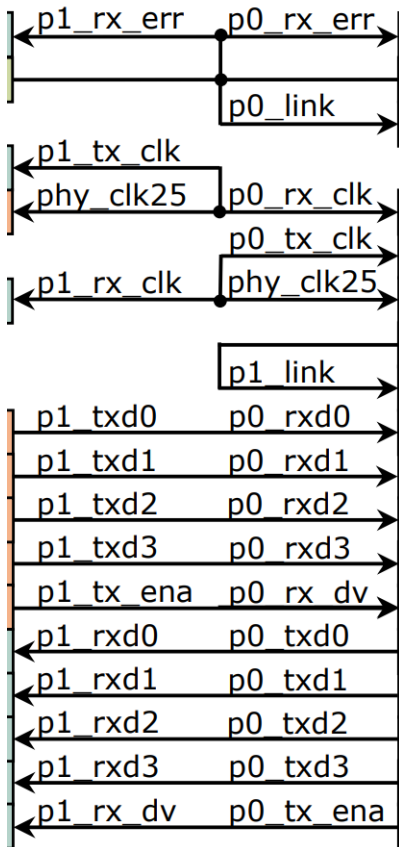 p1_rx_err p0_rx_err
p0_link
p1_tx_clk
phy_clk25 p0_rx_clk
p0_tx_clk
p1_rx_clk phy_clk25
p1_link
p1_txd0 p0_rxd0
p1_txd1 p0_rxd1
p1_txd2 p0_rxd2
p1_txd3 p0_rxd3
p1_tx_ena p0_rx_dv
p1_rxd0 p0_txd0
p1_rxd1 p0_txd1
p1_rxd2 p0_txd2
p1_rxd3 p0_txd3
p1_rx_dv p0_tx_ena